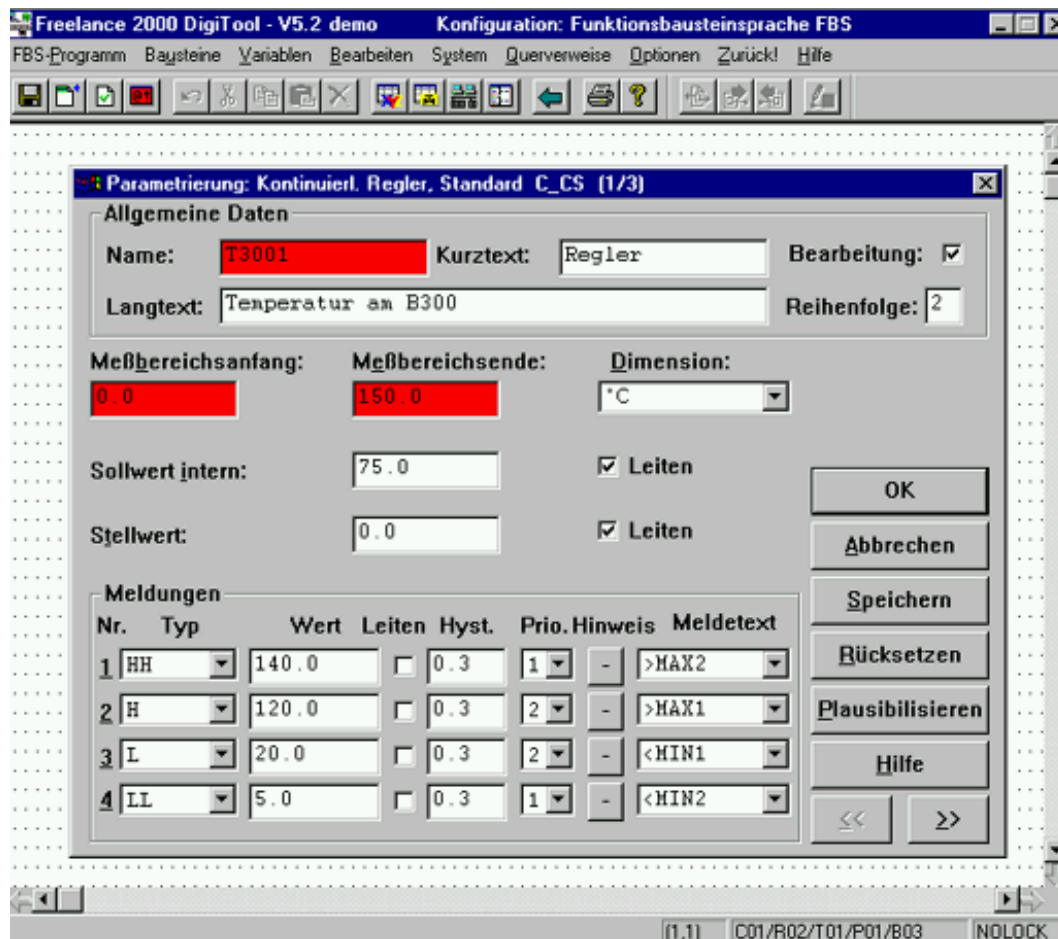 Freelance 2000 DigiTool - V5.2 demo Konfiguration: Funktionsbausteinsprache FBS
FBS-Programm Bausteine Variablen Bearbeiten System Querverweise Optionen Zurück! Hilfe
Parametrierung: Kontinuierl. Regler, Standard C_CS (1/3)
Allgemeine Daten
Name: T3001 Kurztext: Regler Bearbeitung:
Langtext: Temperatur am B300 Reihenfolge: 2
Meßbereichsanfang: Meßbereichsende: Dimension:
0.0 150.0 °C
Sollwert intern: 75.0 Leiten
OK
Stellwert: 0.0 Leiten
Abbrechen
Meldungen
Speichern
Nr. Typ Wert Leiten Hyst. Prio. Hinweis Meldetext
1 HH 140.0 0.3 1 - >MAX2
Rücksetzen
2 H 120.0 0.3 2 - >MAX1
Plausibilisieren
3 L 20.0 0.3 2 - <MIN1
Hilfe
4 LL 5.0 0.3 1 - <MIN2
<< >>
(1,1) C01/R02/T01/P01/B03 NOLOCK